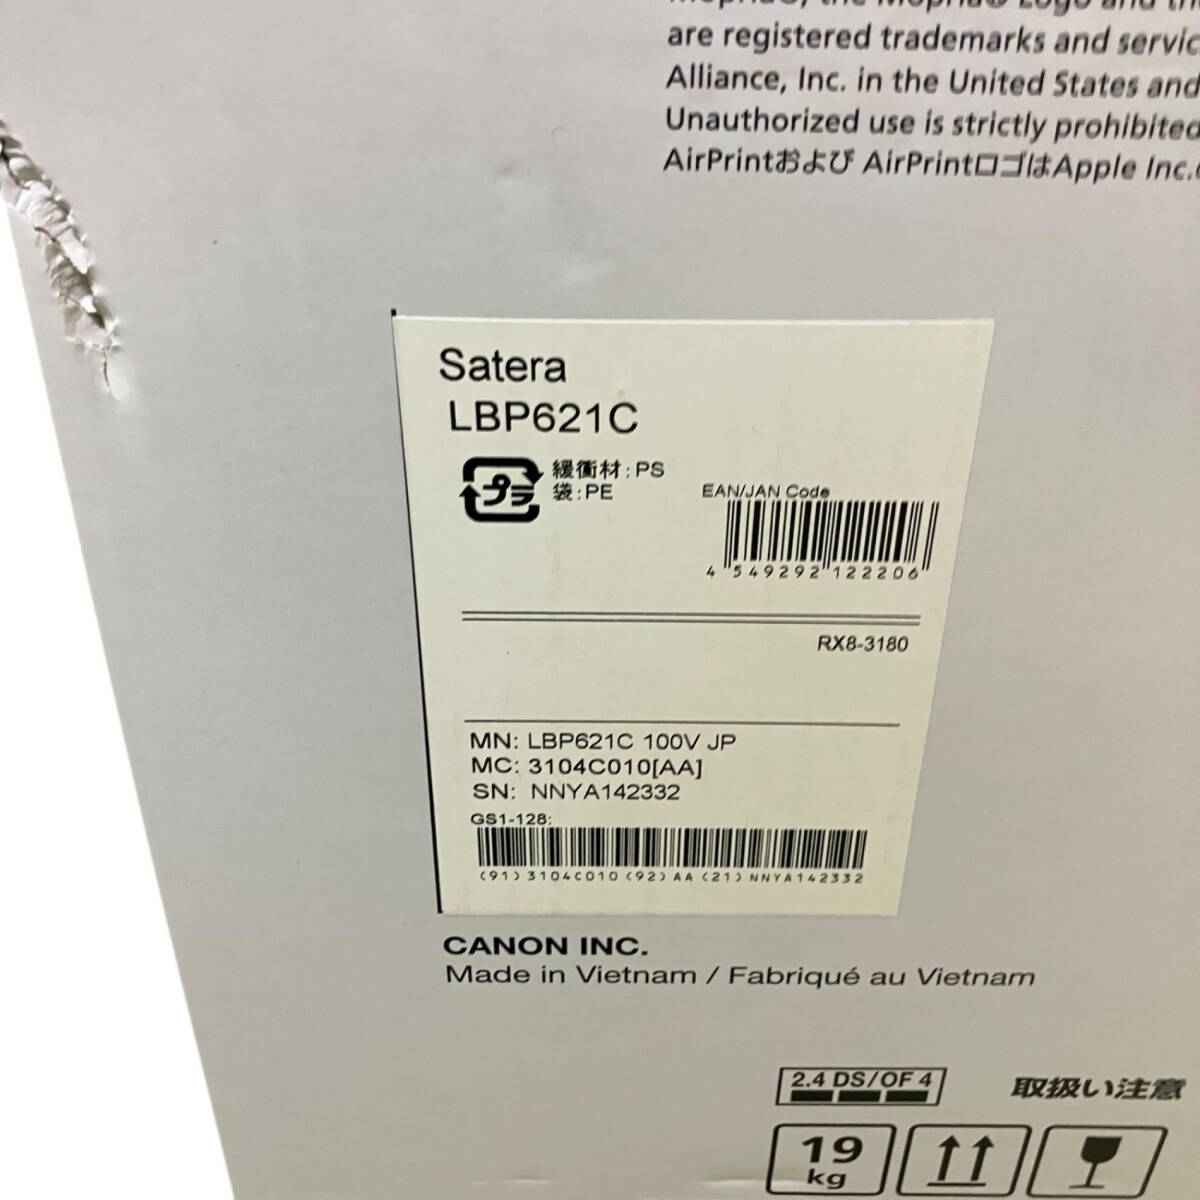 are registered trademarks and
Alliance, Inc. in the United States and
Unauthorized use is strictly prohibited
AirPrintおよび AirPrintロゴはApple Inc.
Satera
LBP621C
プラ
緩衝材:PS
袋:PE
EAN/JAN Code
4 549292 122206
RX8-3180
MN: LBP621C 100V JP
MC: 3104C010[AA]
SN: NNYA142332
GS1-128:
(91)3104C010(92)AA(21)NNYA142332
CANON INC.
Made in Vietnam / Fabriqué au Vietnam
2.4 DS/OF 4
取扱い注意
19
kg